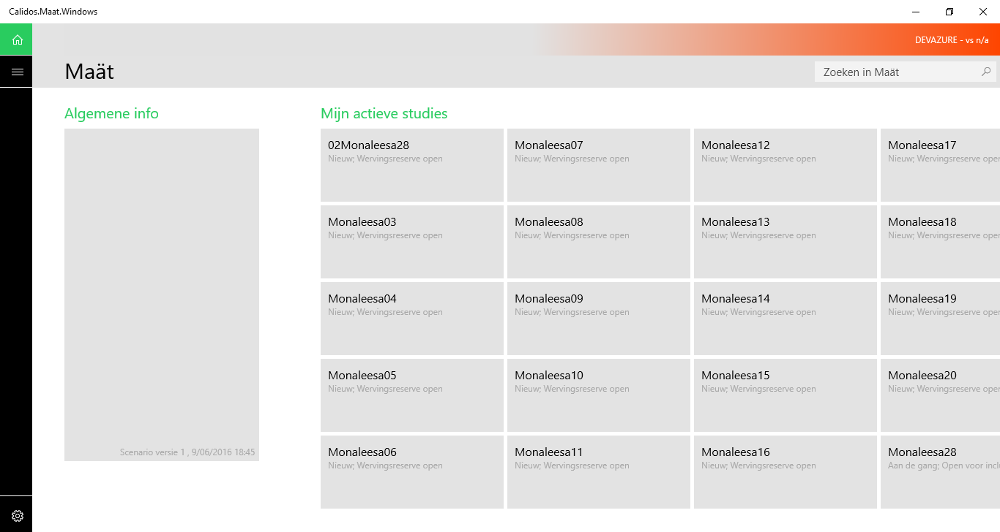 Calidos.Maat.Windows
DEVAZURE - vs n/a
Maät
Zoeken in Maät
Algemene info
Scenario versie 1 , 9/06/2016 18:45
Mijn actieve studies
02Monaleesa28
Nieuw; Wervingsreserve open
Monaleesa03
Nieuw; Wervingsreserve open
Monaleesa04
Nieuw; Wervingsreserve open
Monaleesa05
Nieuw; Wervingsreserve open
Monaleesa06
Nieuw; Wervingsreserve open
Monaleesa07
Nieuw; Wervingsreserve open
Monaleesa08
Nieuw; Wervingsreserve open
Monaleesa09
Nieuw; Wervingsreserve open
Monaleesa10
Nieuw; Wervingsreserve open
Monaleesa11
Nieuw; Wervingsreserve open
Monaleesa12
Nieuw; Wervingsreserve open
Monaleesa13
Nieuw; Wervingsreserve open
Monaleesa14
Nieuw; Wervingsreserve open
Monaleesa15
Nieuw; Wervingsreserve open
Monaleesa16
Nieuw; Wervingsreserve open
Monaleesa17
Nieuw; Wervingsreserve
Monaleesa18
Nieuw; Wervingsreserve
Monaleesa19
Nieuw; Wervingsreserve
Monaleesa20
Nieuw; Wervingsreserve
Monaleesa28
Aan de gang; Open voor